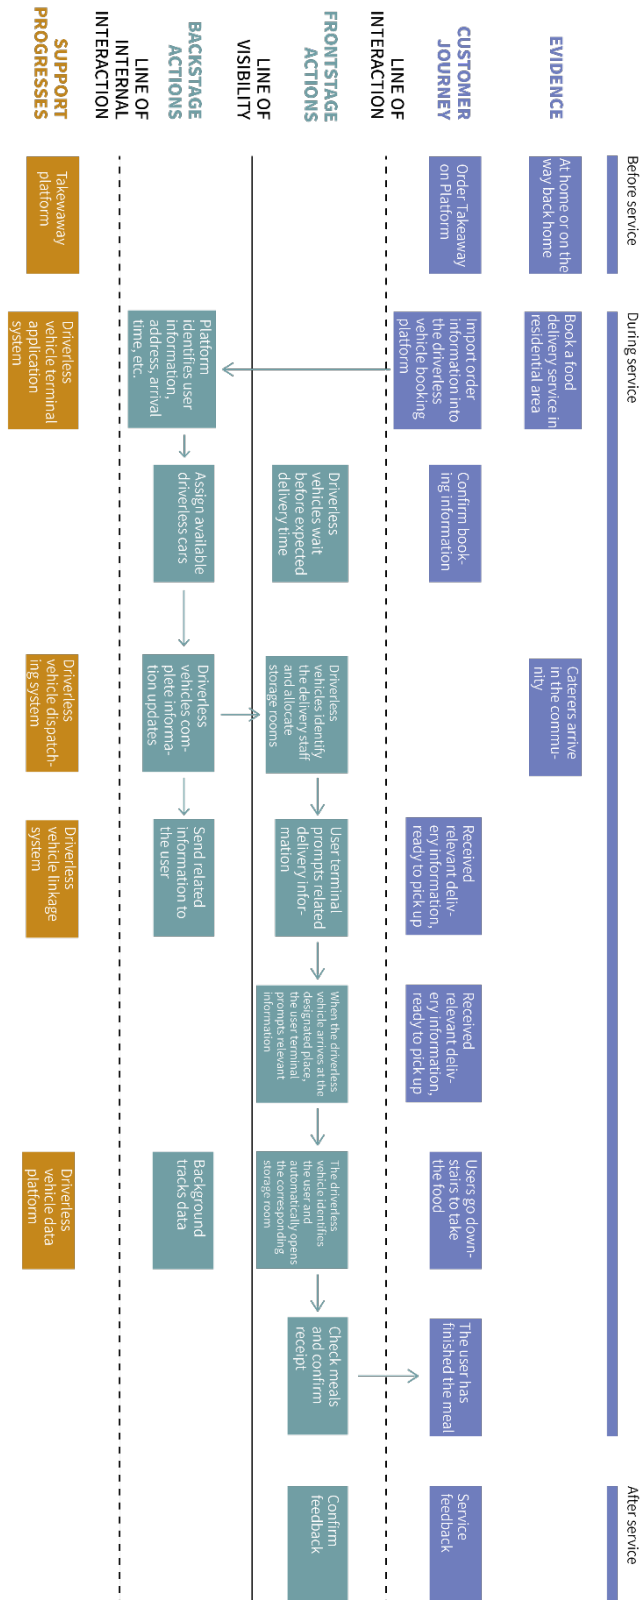 Before service
During service
After service
EVIDENCE
At home or on the
way back home
Book a food
delivery service in
residential area
Caterers arrive
in the commu-
nity
CUSTOMER
JOURNEY
Order Takeaway
on Platform
Import order
information into
the driverless
vehicle booking
platform
Confirm book-
ing information
Received
relevant deliv-
ery information,
ready to pick up
Received
relevant deliv-
ery information,
ready to pick up
Users go down-
stairs to take
the food
The user has
finished the meal
Service
feedback
LINE OF
INTERACTION
FRONTSTAGE
ACTIONS
Driverless
vehicles wait
before expected
delivery time
Driverless
vehicles identify
the delivery staff
and allocate
storage rooms
User terminal
prompts related
delivery infor-
mation
When the driverless
vehicle arrives at the
designated place,
the user terminal
prompts relevant
information
The driverless
vehicle identifies
the user and
automatically opens
the corresponding
storage room
Check meals
and confirm
receipt
Confirm
feedback
LINE OF
VISIBILITY
BACKSTAGE
ACTIONS
Platform
identifies user
information,
address, arrival
time, etc.
Assign available
driverless cars
Driverless
vehicles com-
plete informa-
tion updates
Send related
information to
the user
Background
tracks data
LINE OF
INTERNAL
INTERACTION
SUPPORT
PROGRESSES
Takewaway
platform
Driverless
vehicle terminal
application
system
Driverless
vehicle dispatch-
ing system
Driverless
vehicle linkage
system
Driverless
vehicle data
platform